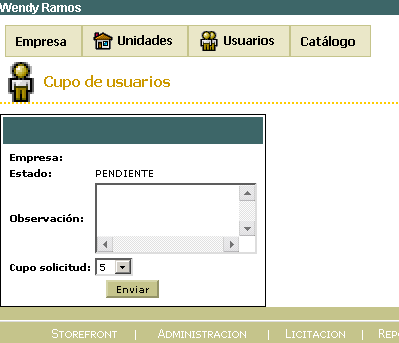 Wendy Ramos
Empresa Unidades Usuarios Catálogo
Cupo de usuarios
Empresa:
Estado: PENDIENTE
Observación:
Cupo solicitud: 5
Enviar
STOREFRONT | ADMINISTRACION | LICITACION | REPO